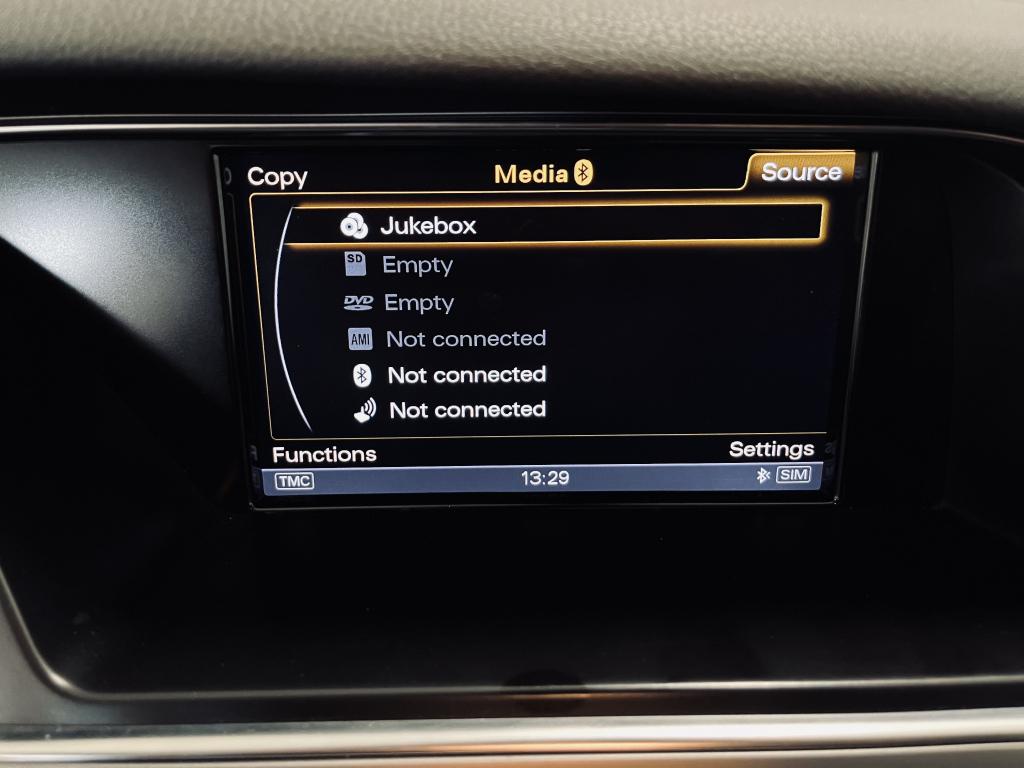 Copy Media Source
Jukebox
SD Empty
DVD Empty
AMI Not connected
Not connected
Not connected
Functions Settings
TMC 13:29 SIM